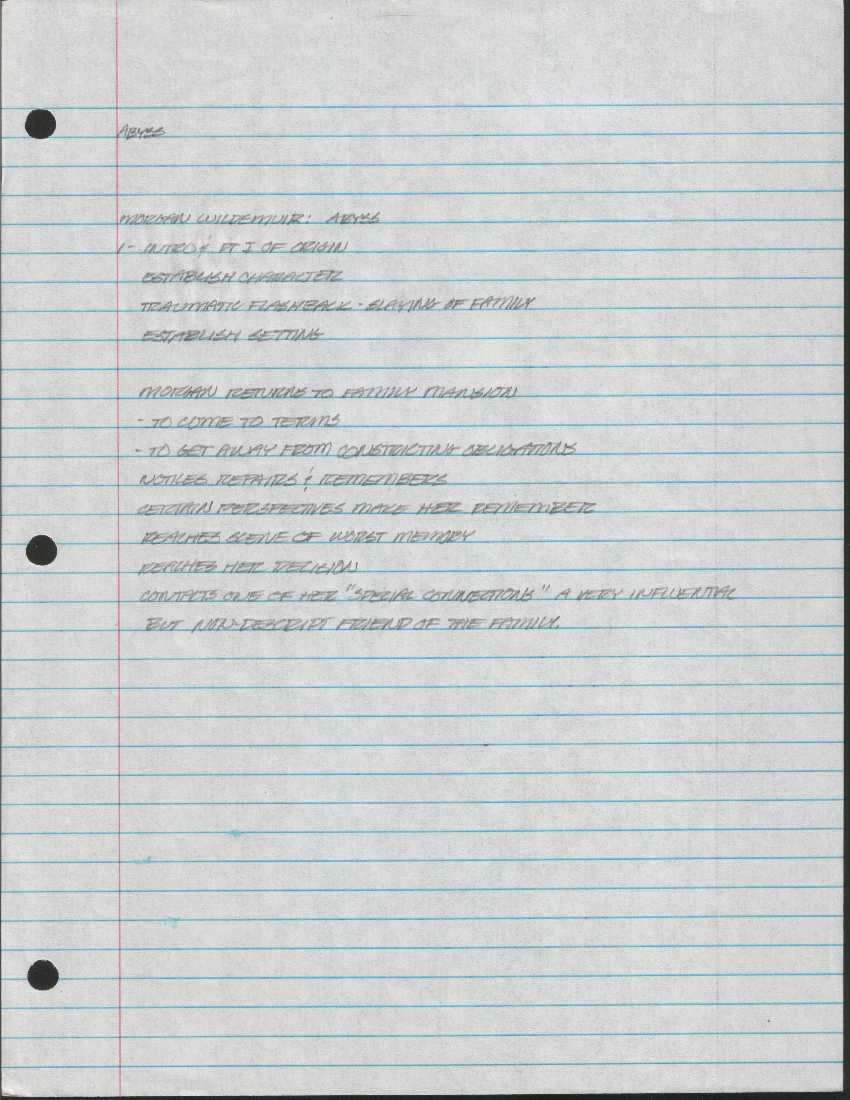 ABYSS
MORGAN WILDEMUIR: ABYSS
1- INTRO & PT I OF ORIGIN
ESTABLISH CHARACTER
TRAUMATIC FLASHBACK - SLAYING OF FAMILY
ESTABLISH SETTING
MORGAN RETURNS TO FAMILY MANSION
- TO COME TO TERMS
- TO GET AWAY FROM CONSTRICTING OBLIGATIONS
NOTICES REPAIRS & REMEMBERS
CERTAIN PERSPECTIVES MAKE HER REMEMBER
REACHES SCENE OF WORST MEMORY
REACHES HER DECISION
CONTACTS ONE OF HER "SPECIAL CONNECTIONS" A VERY INFLUENTIAL
BUT NON-DESCRIPT FRIEND OF THE FAMILY.